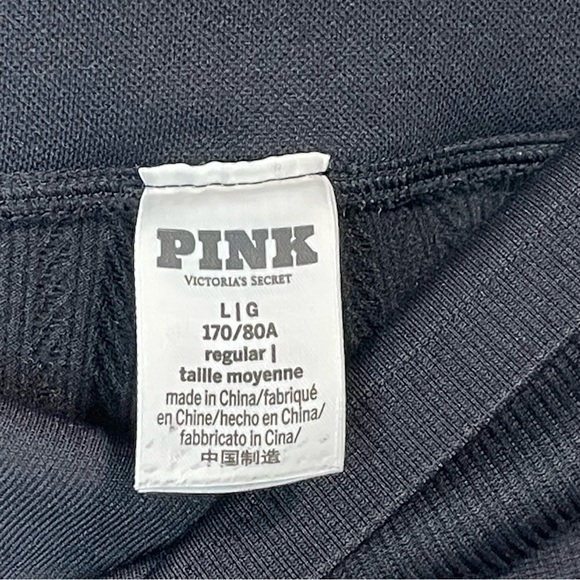 PINK
VICTORIA'S SECRET
L|G
170/80A
regular |
taille moyenne
made in China/fabriqué
en Chine/hecho en China/
fabbricato in Cina/
中国制造